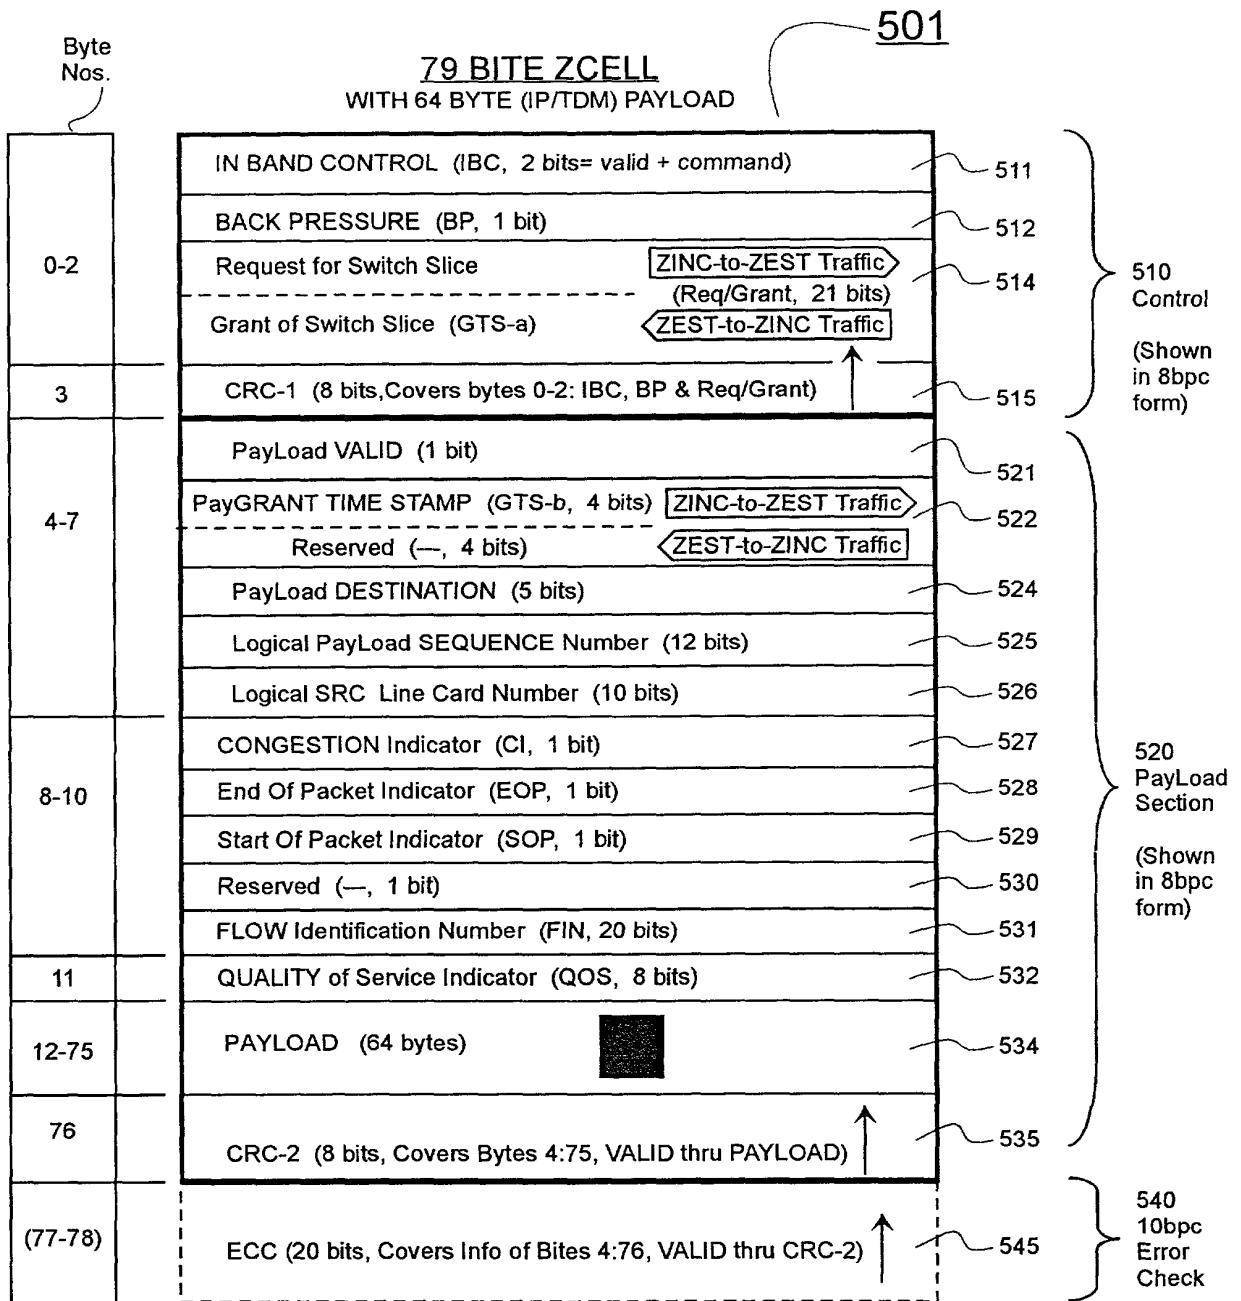 501
Byte
Nos.
79 BITE ZCELL
WITH 64 BYTE (IP/TDM) PAYLOAD
0-2
IN BAND CONTROL (IBC, 2 bits= valid + command)
511
BACK PRESSURE (BP, 1 bit)
512
Request for Switch Slice
ZINC-to-ZEST Traffic
(Req/Grant, 21 bits)
514
Grant of Switch Slice (GTS-a)
ZEST-to-ZINC Traffic
3
CRC-1 (8 bits,Covers bytes 0-2: IBC, BP & Req/Grant)
515
510
Control
(Shown
in 8bpc
form)
4-7
PayLoad VALID (1 bit)
521
PayGRANT TIME STAMP (GTS-b, 4 bits)
ZINC-to-ZEST Traffic
522
Reserved (—, 4 bits)
ZEST-to-ZINC Traffic
PayLoad DESTINATION (5 bits)
524
Logical PayLoad SEQUENCE Number (12 bits)
525
Logical SRC Line Card Number (10 bits)
526
8-10
CONGESTION Indicator (CI, 1 bit)
527
End Of Packet Indicator (EOP, 1 bit)
528
Start Of Packet Indicator (SOP, 1 bit)
529
Reserved (—, 1 bit)
530
FLOW Identification Number (FIN, 20 bits)
531
11
QUALITY of Service Indicator (QOS, 8 bits)
532
12-75
PAYLOAD (64 bytes)
534
76
CRC-2 (8 bits, Covers Bytes 4:75, VALID thru PAYLOAD)
535
520
PayLoad
Section
(Shown
in 8bpc
form)
(77-78)
ECC (20 bits, Covers Info of Bites 4:76, VALID thru CRC-2)
545
540
10bpc
Error
Check